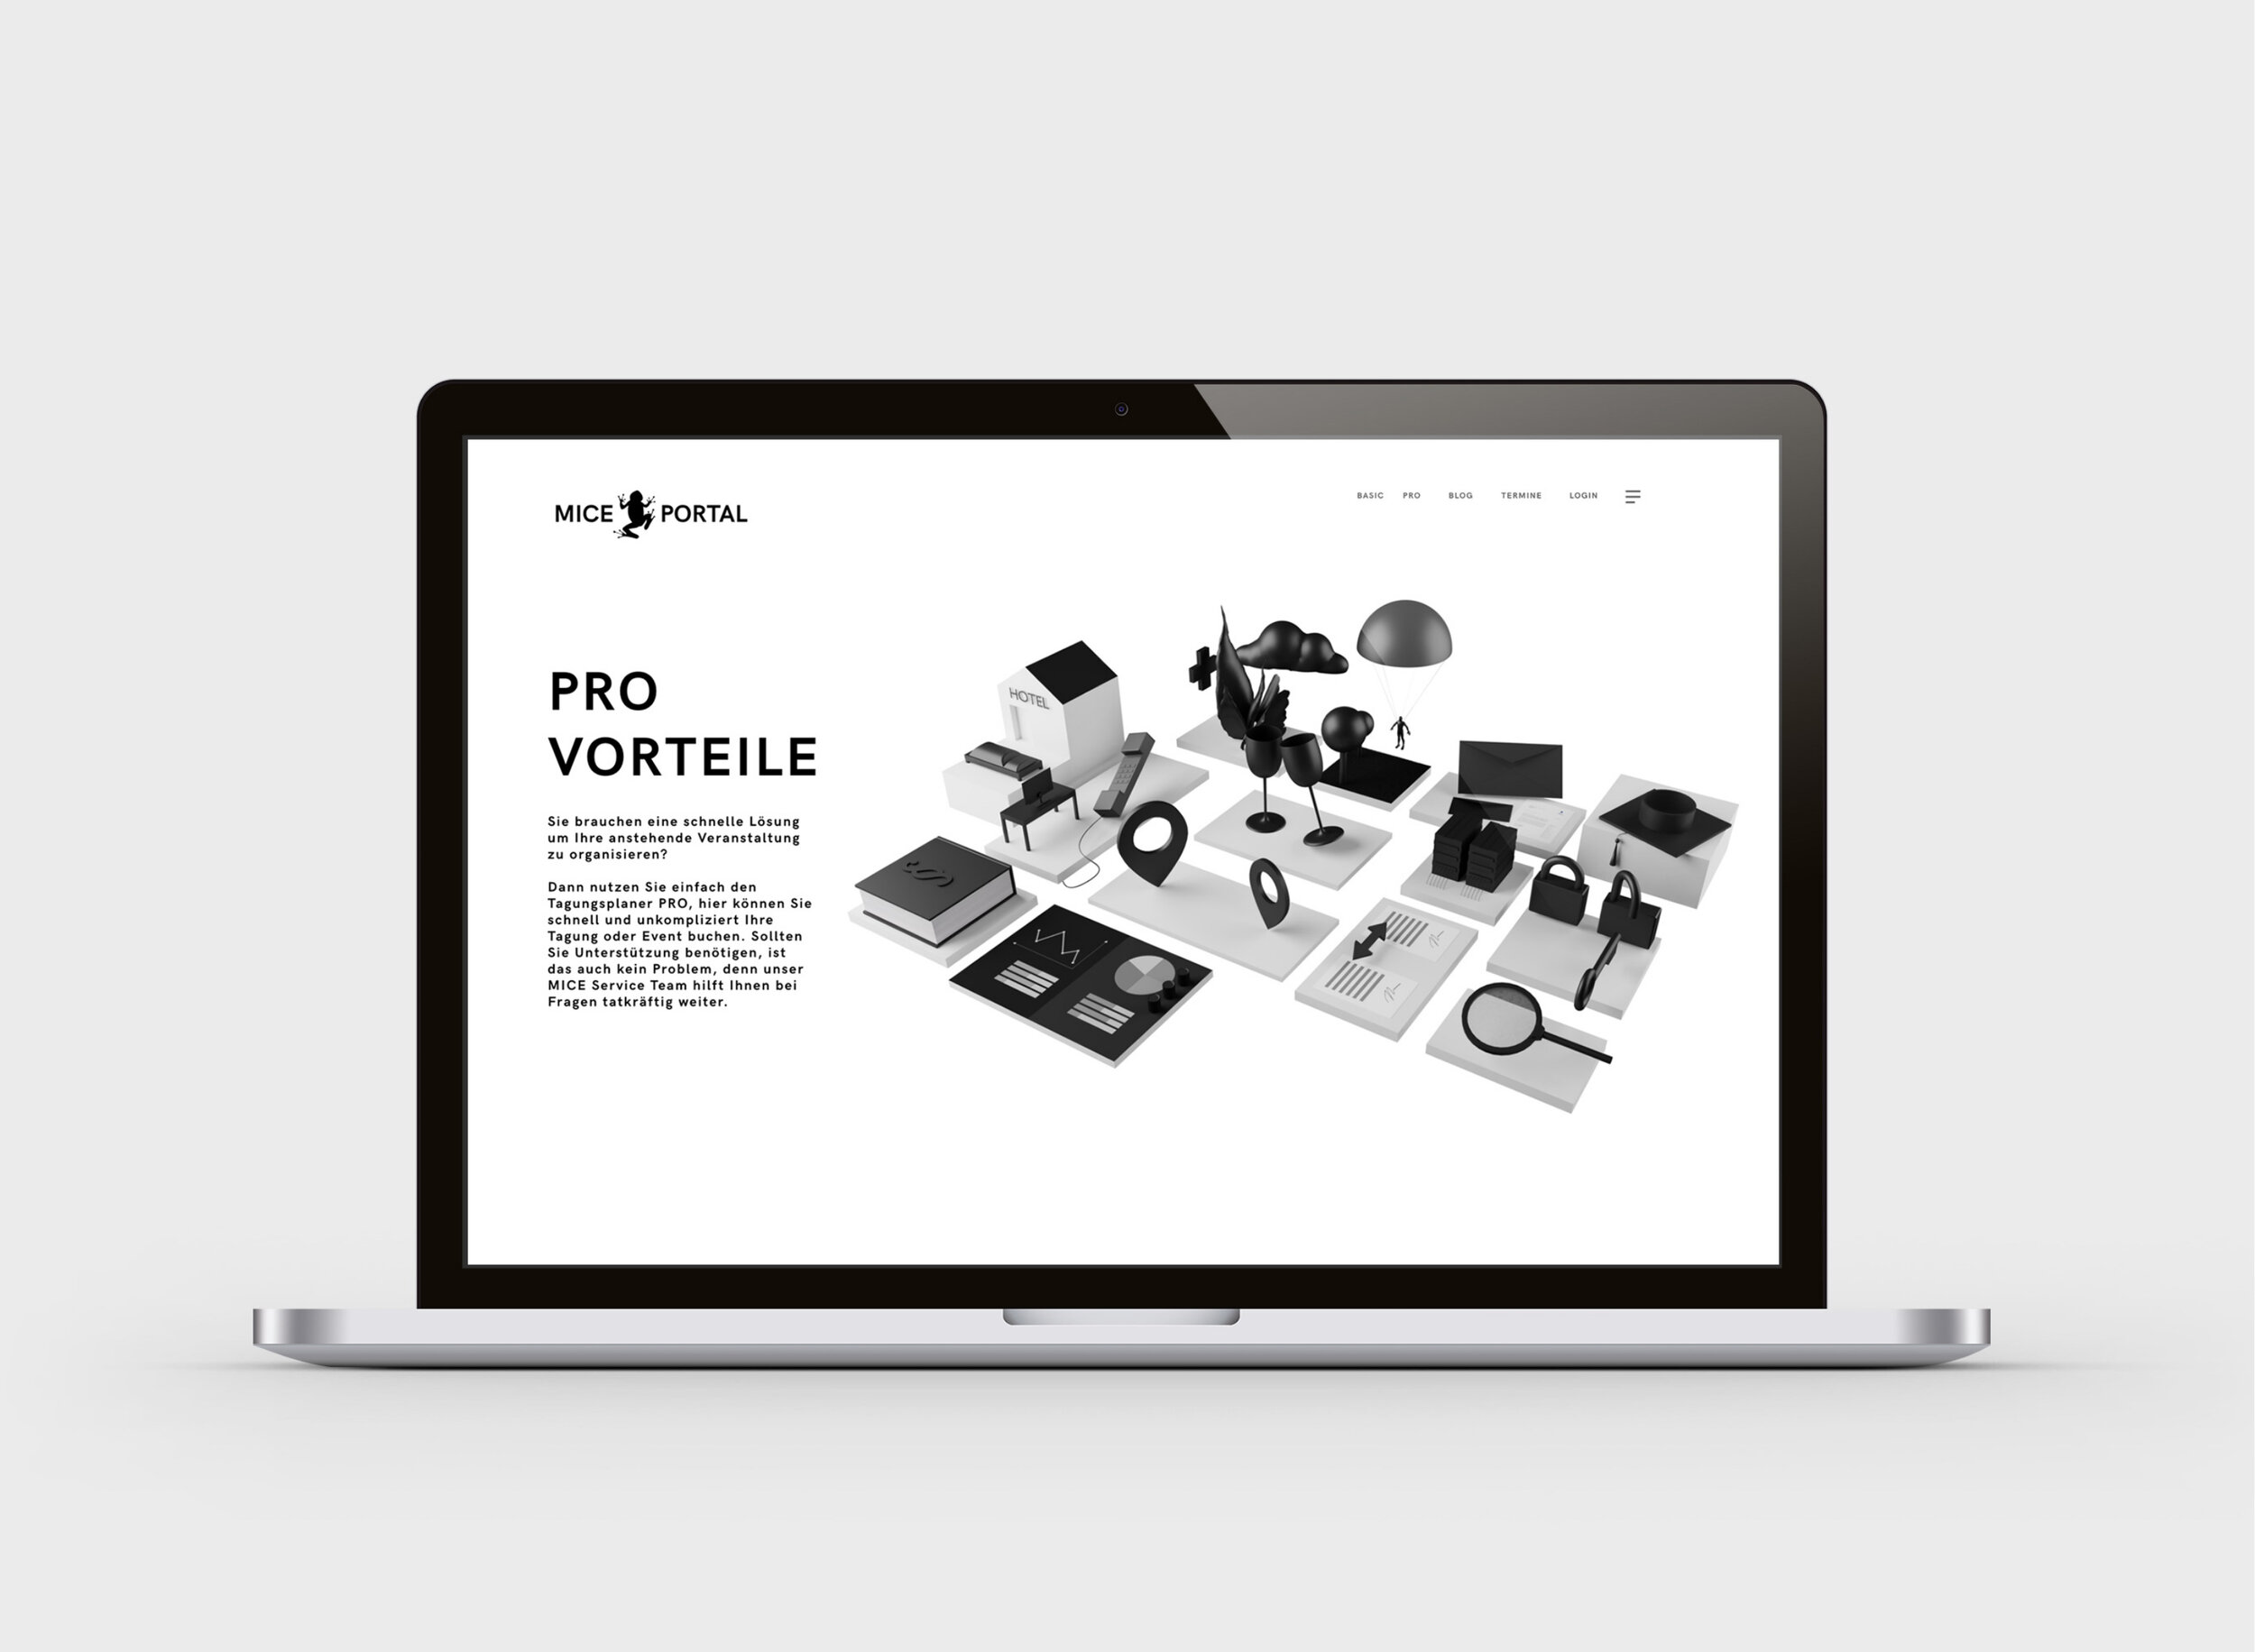 MICE PORTAL
BASIC PRO BLOG TERMINE LOGIN
PRO
VORTEILE
Sie brauchen eine schnelle Lösung
um Ihre anstehende Veranstaltung
zu organisieren?
Dann nutzen Sie einfach den
Tagungsplaner PRO, hier können Sie
schnell und unkompliziert Ihre
Tagung oder Event buchen. Sollten
Sie Unterstützung benötigen, ist
das auch kein Problem, denn unser
MICE Service Team hilft Ihnen bei
Fragen tatkräftig weiter.
HOTEL
§